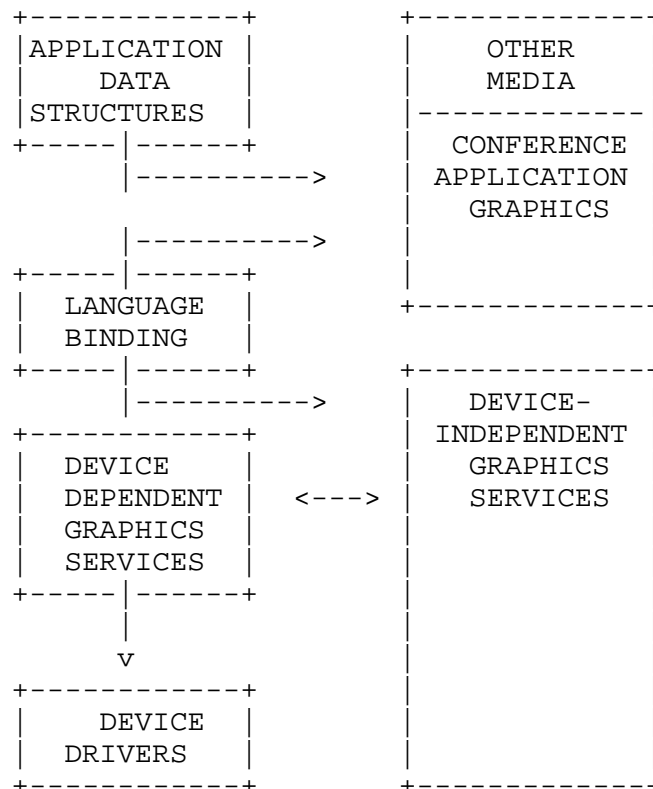 APPLICATION
DATA
STRUCTURES
OTHER
MEDIA
CONFERENCE
APPLICATION
GRAPHICS
LANGUAGE
BINDING
DEVICE
DEPENDENT
GRAPHICS
SERVICES
DEVICE-
INDEPENDENT
GRAPHICS
SERVICES
DEVICE
DRIVERS